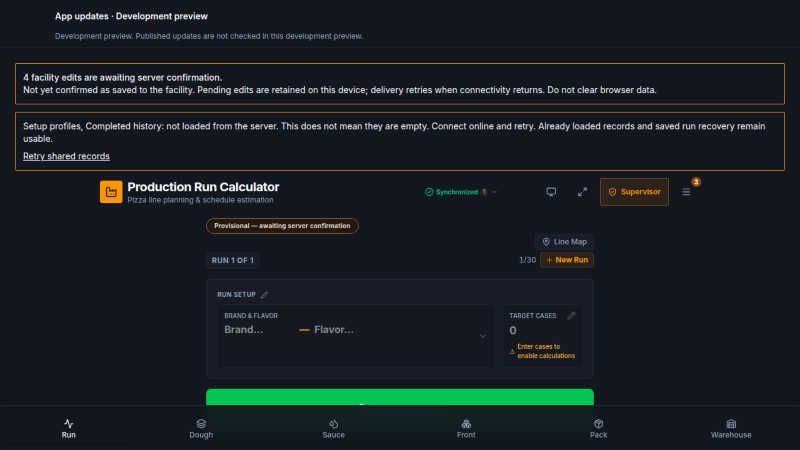 App updates · Development preview
Development preview. Published updates are not checked in this development preview.
4 facility edits are awaiting server confirmation.
Not yet confirmed as saved to the facility. Pending edits are retained on this device; delivery retries when connectivity returns. Do not clear browser data.
Setup profiles, Completed history: not loaded from the server. This does not mean they are empty. Connect online and retry. Already loaded records and saved run recovery remain
usable.
Retry shared records
Production Run Calculator
Pizza line planning & schedule estimation
Synchronized 1
Supervisor
3
Provisional — awaiting server confirmation
Line Map
RUN 1 OF 1
1/30
+ New Run
RUN SETUP
BRAND & FLAVOR
Brand... — Flavor...
TARGET CASES
0
Enter cases to
enable calculations
Run
Dough
Sauce
Front
Pack
Warehouse